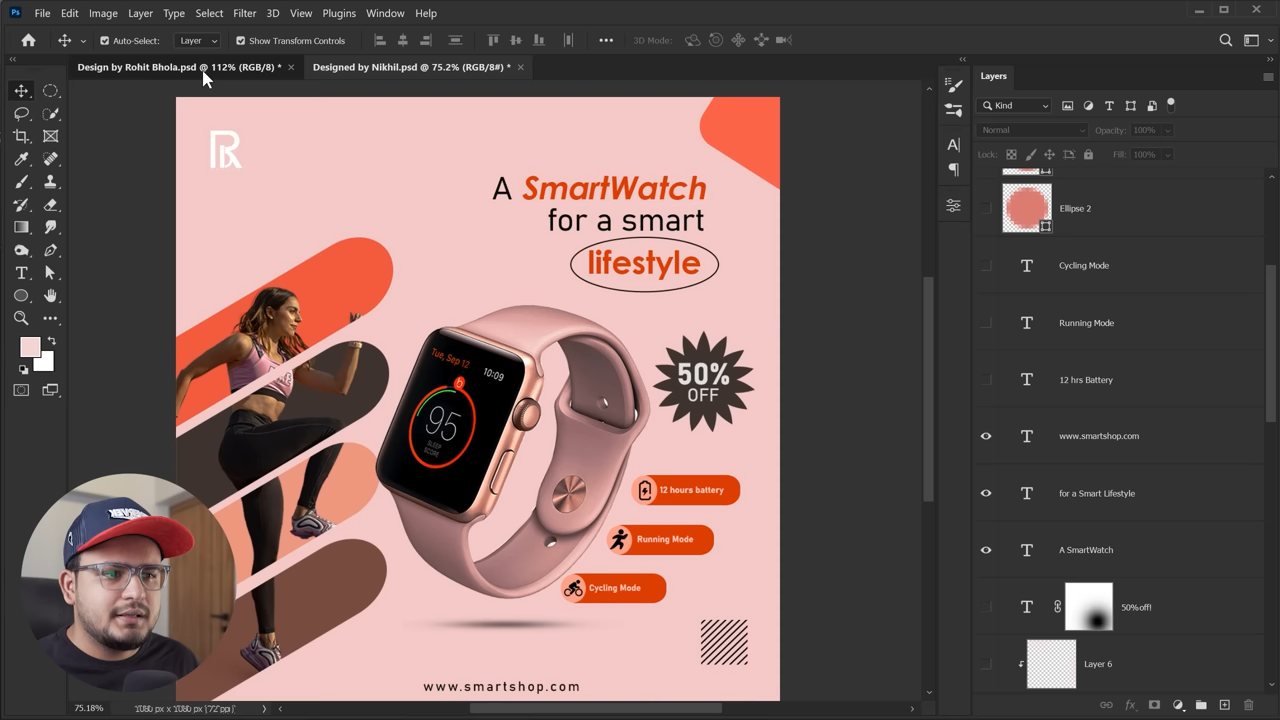 Ps File Edit Image Layer Type Select Filter 3D View Plugins Window Help
Auto-Select: Layer Show Transform Controls 3D Mode:
Design by Rohit Bhola.psd @ 112% (RGB/8) * Designed by Nikhil.psd @ 75.2% (RGB/8#) *
Layers
Kind
Normal Opacity: 100%
Lock: Fill: 100%
Ellipse 2
Cycling Mode
Running Mode
12 hrs Battery
www.smartshop.com
for a Smart Lifestyle
A SmartWatch
50%off!
Layer 6
A SmartWatch
for a smart
lifestyle
Tue, Sep 12
10:09
6
95
SLEEP
SCORE
50%
OFF
12 hours battery
Running Mode
Cycling Mode
www.smartshop.com
75.18% 1080 px x 1080 px (72 ppi)